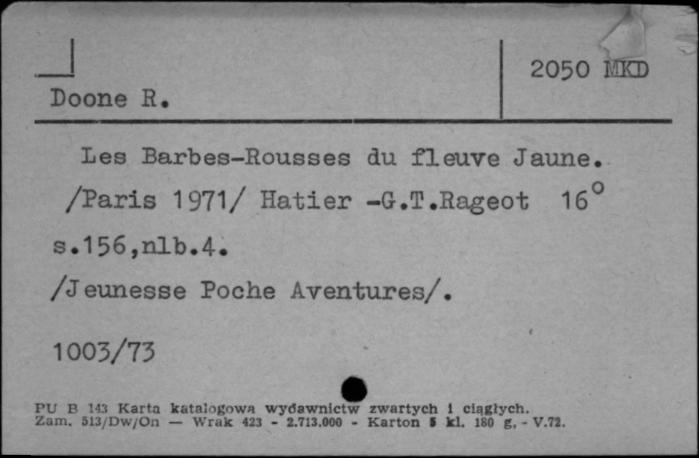 2050 MKD
Doone R.
Les Barbes-Rousses du fleuve Jaune.
/Paris 1971/ Hatier -G.T.Rageot 16°
s.156,nlb.4.
/Jeunesse Poche Aventures/.
1003/73
PU B 143 Karta katalogowa wydawnictw zwartych i ciągłych.
Zam. 513/Dw/On — Wrak 423 - 2.713.000 - Karton 5 kl. 180 g. - V.72.